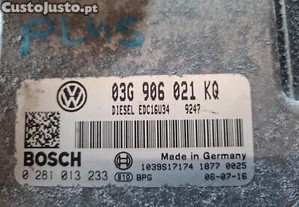 CustoJusto.pt
PLUS
03G 906 021 KQ
DIESEL EDC16U34 9247
BOSCH
Made in Germany
1039S17174 1877 0025
0 281 013 233
BPG
06-07-16